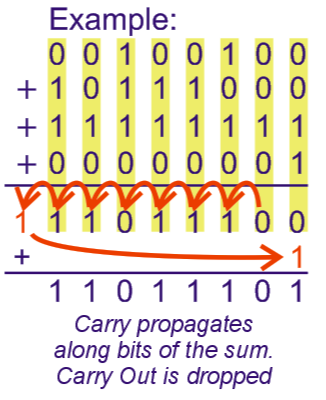 Example:
0 0 1 0 0 1 0 0
+ 1 0 1 1 1 0 0 0
+ 1 1 1 1 1 1 1 1
+ 0 0 0 0 0 0 0 1
1 1 1 0 1 1 1 0 0
+ 1
1 1 0 1 1 1 0 1
Carry propagates
along bits of the sum.
Carry Out is dropped